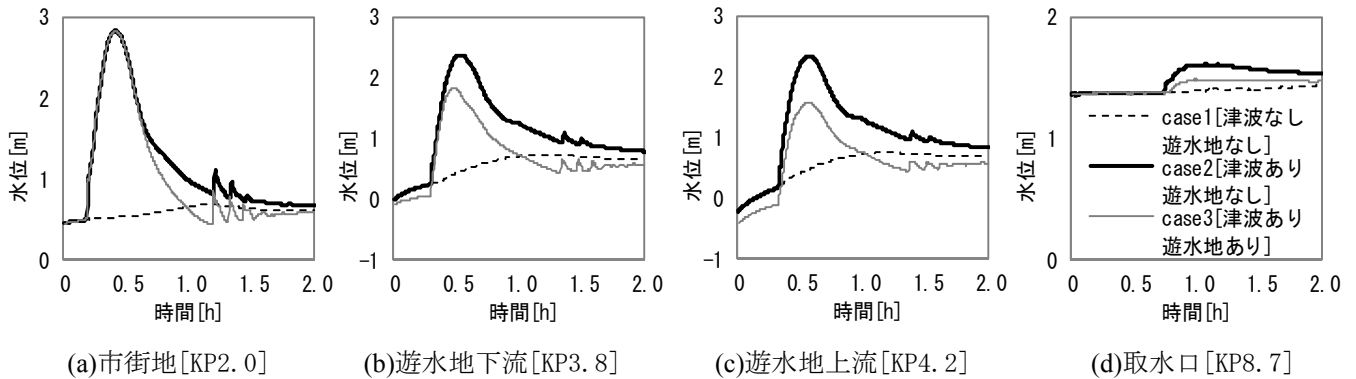 3
2
1
0
水位[m]
0
0.5
1.0
1.5
2.0
時間[h]
(a)市街地[KP2.0]
3
2
1
0
-1
水位[m]
0
0.5
1.0
1.5
2.0
時間[h]
(b)遊水地下流[KP3.8]
3
2
1
0
-1
水位[m]
0
0.5
1.0
1.5
2.0
時間[h]
(c)遊水地上流[KP4.2]
2
1
0
水位[m]
case1[津波なし
遊水地なし]
case2[津波あり
遊水地なし]
case3[津波あり
遊水地あり]
0
0.5
1.0
1.5
2.0
時間[h]
(d)取水口[KP8.7]